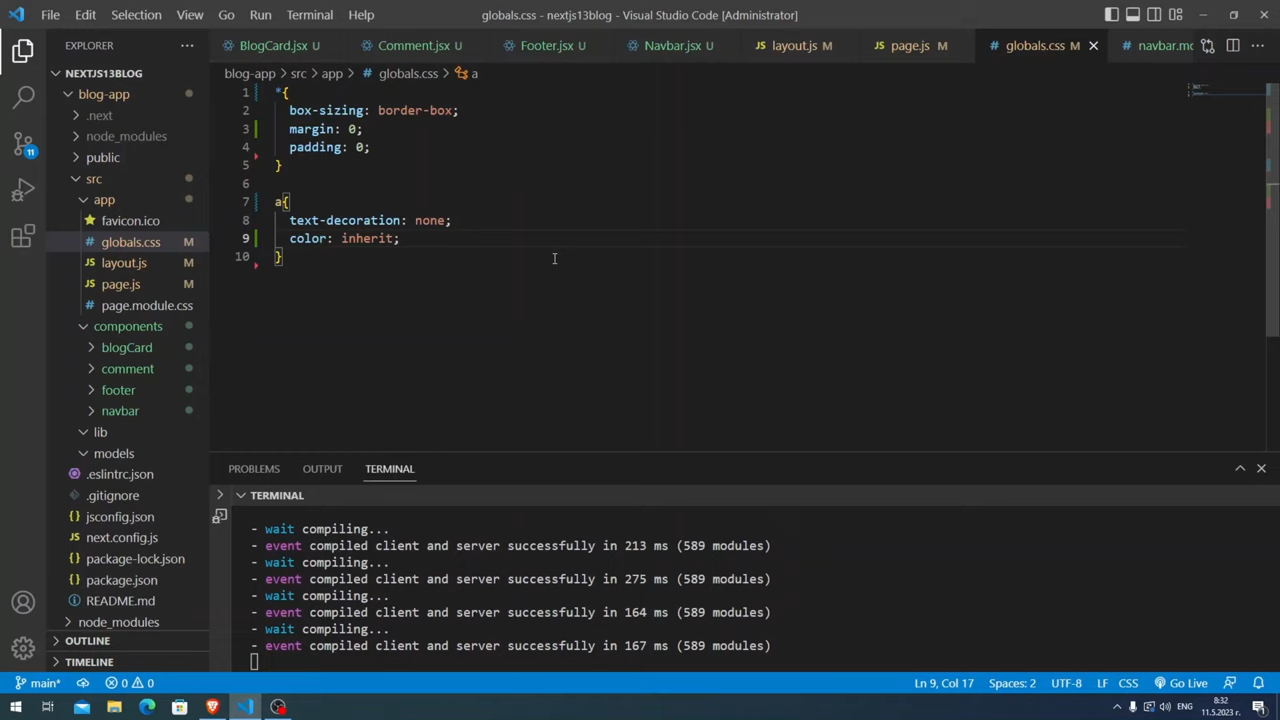 File Edit Selection View Go Run Terminal Help globals.css - nextjs13blog - Visual Studio Code [Administrator]
EXPLORER
BlogCard.jsx U Comment.jsx U Footer.jsx U Navbar.jsx U layout.js M page.js M globals.css M navbar.mo
NEXTJS13BLOG
blog-app > src > app > # globals.css > a
blog-app
.next
node_modules
public
src
app
favicon.ico
# globals.css M
layout.js M
page.js M
# page.module.css
components
blogCard
comment
footer
navbar
lib
models
.eslintrc.json
.gitignore
jsconfig.json
next.config.js
package-lock.json
package.json
README.md
node_modules
OUTLINE
TIMELINE
1 *{
2 box-sizing: border-box;
3 margin: 0;
4 padding: 0;
5 }
6
7 a{
8 text-decoration: none;
9 color: inherit;
10 }
PROBLEMS OUTPUT TERMINAL
TERMINAL
- wait compiling...
- event compiled client and server successfully in 213 ms (589 modules)
- wait compiling...
- event compiled client and server successfully in 275 ms (589 modules)
- wait compiling...
- event compiled client and server successfully in 164 ms (589 modules)
- wait compiling...
- event compiled client and server successfully in 167 ms (589 modules)
11
main* 0 0 Ln 9, Col 17 Spaces: 2 UTF-8 LF CSS Go Live
ENG 8:32
11.5.2023 г.
1